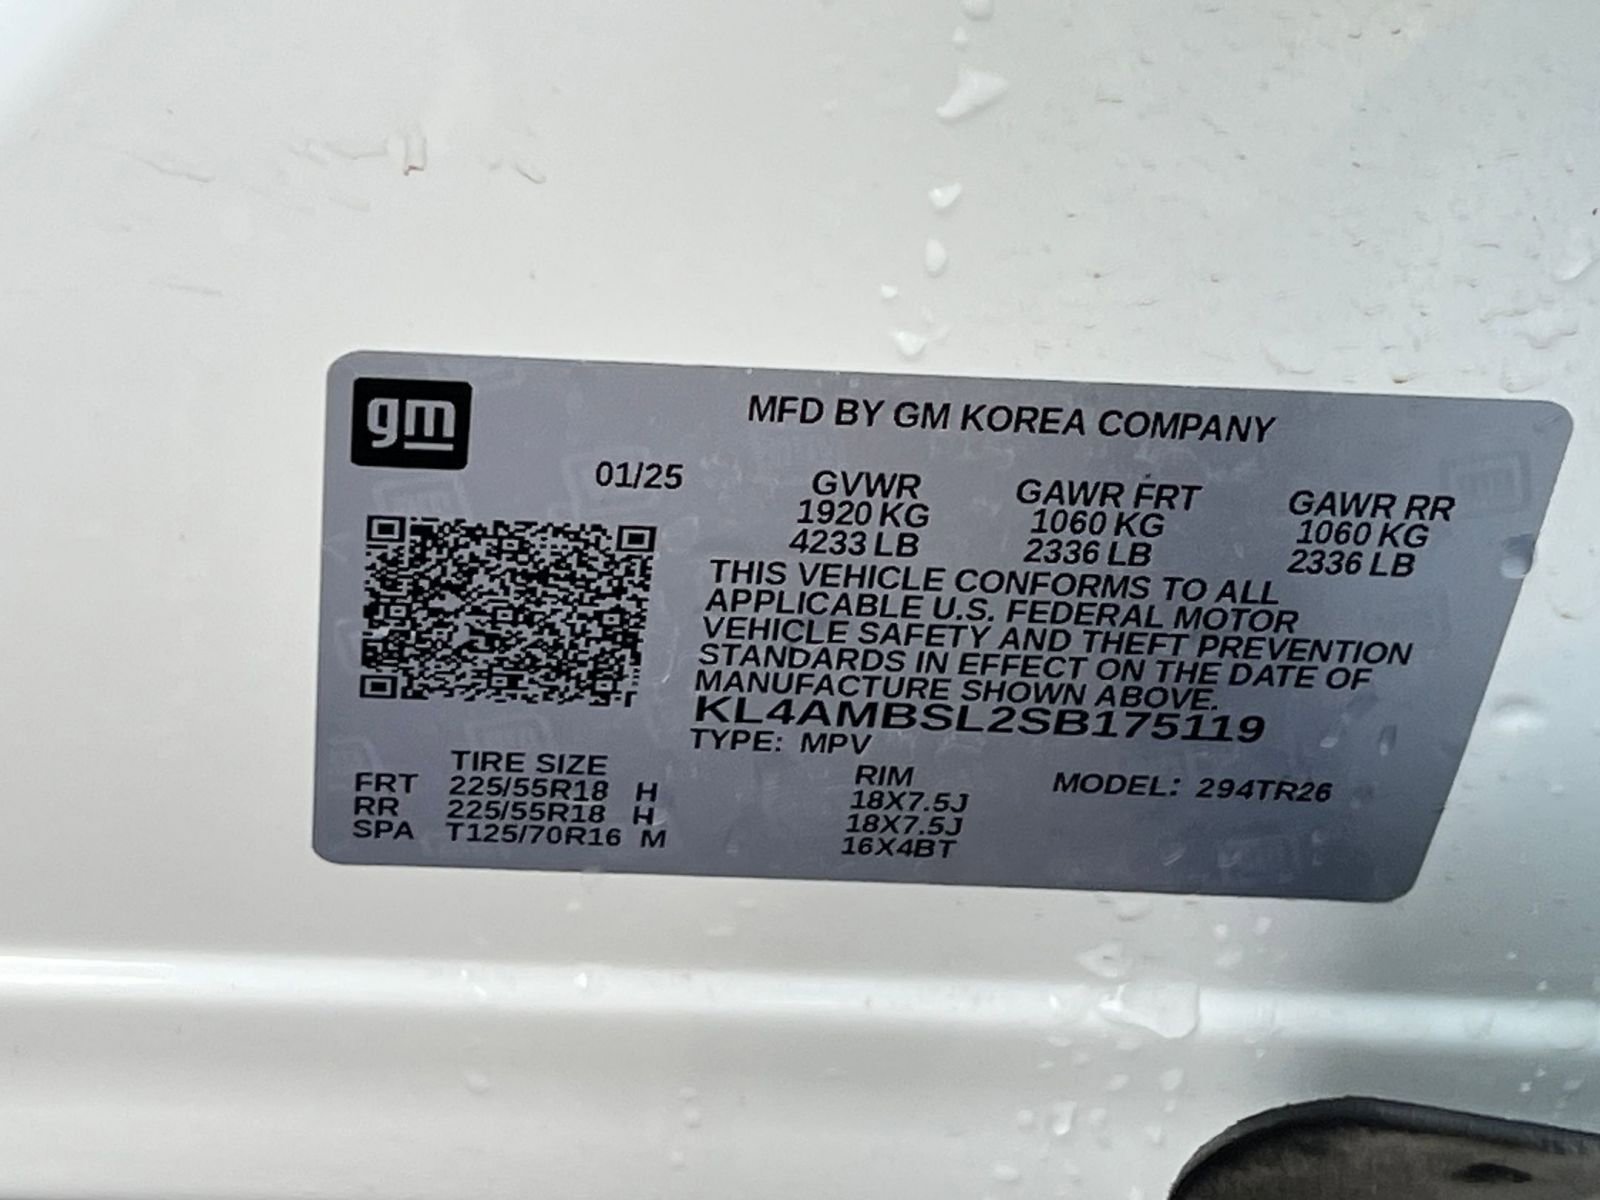 gm
MFD BY GM KOREA COMPANY
01/25
GVWR GAWR FRT GAWR RR
1920 KG 1060 KG 1060 KG
4233 LB 2336 LB 2336 LB
THIS VEHICLE CONFORMS TO ALL
APPLICABLE U.S. FEDERAL MOTOR
VEHICLE SAFETY AND THEFT PREVENTION
STANDARDS IN EFFECT ON THE DATE OF
MANUFACTURE SHOWN ABOVE.
KL4AMBSL2SB175119
TYPE: MPV
TIRE SIZE RIM MODEL: 294TR26
FRT 225/55R18 H 18X7.5J
RR 225/55R18 H 18X7.5J
SPA T125/70R16 M 16X4BT